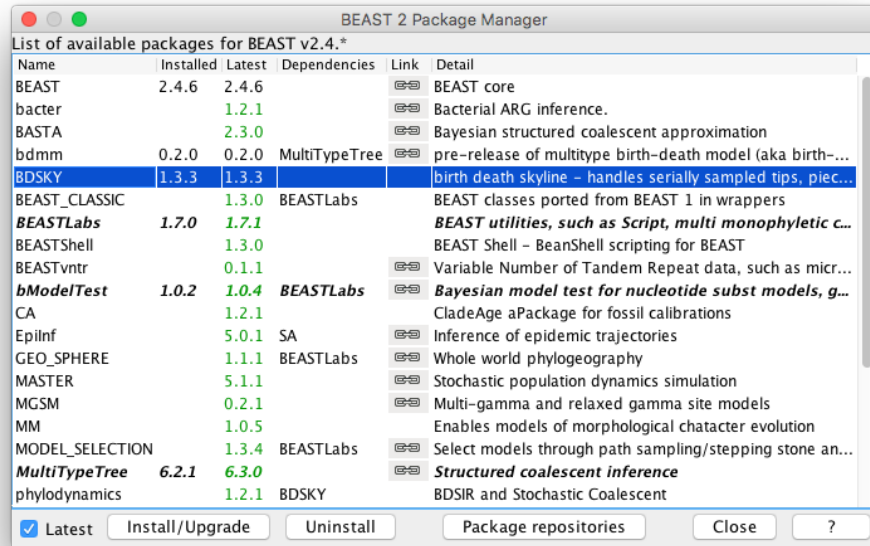 BEAST 2 Package Manager
List of available packages for BEAST v2.4.*
Name Installed Latest Dependencies Link Detail
BEAST 2.4.6 2.4.6 BEAST core
bacter 1.2.1 Bacterial ARG inference.
BASTA 2.3.0 Bayesian structured coalescent approximation
bdmm 0.2.0 0.2.0 MultiTypeTree pre-release of multitype birth-death model (aka birth-...
BDSKY 1.3.3 1.3.3 birth death skyline - handles serially sampled tips, piec...
BEAST_CLASSIC 1.3.0 BEASTLabs BEAST classes ported from BEAST 1 in wrappers
BEASTLabs 1.7.0 1.7.1 BEAST utilities, such as Script, multi monophyletic c...
BEASTShell 1.3.0 BEAST Shell - BeanShell scripting for BEAST
BEASTvntr 0.1.1 Variable Number of Tandem Repeat data, such as micr...
bModelTest 1.0.2 1.0.4 BEASTLabs Bayesian model test for nucleotide subst models, g...
CA 1.2.1 CladeAge aPackage for fossil calibrations
EpiInf 5.0.1 SA Inference of epidemic trajectories
GEO_SPHERE 1.1.1 BEASTLabs Whole world phylogeography
MASTER 5.1.1 Stochastic population dynamics simulation
MGSM 0.2.1 Multi-gamma and relaxed gamma site models
MM 1.0.5 Enables models of morphological chatacter evolution
MODEL_SELECTION 1.3.4 BEASTLabs Select models through path sampling/stepping stone an...
MultiTypeTree 6.2.1 6.3.0 Structured coalescent inference
phylodynamics 1.2.1 BDSKY BDSIR and Stochastic Coalescent
Latest Install/Upgrade Uninstall Package repositories Close ?